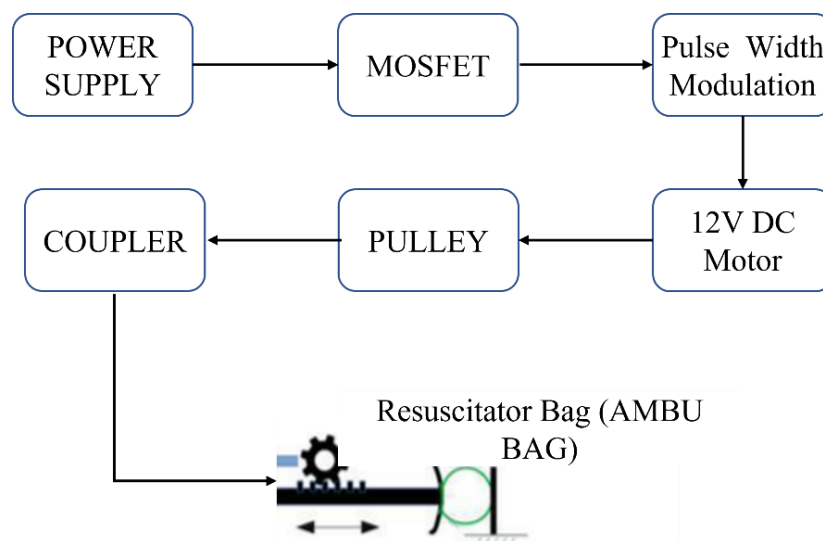 POWER
SUPPLY
MOSFET
Pulse Width
Modulation
COUPLER
PULLEY
12V DC
Motor
Resuscitator Bag (AMBU
BAG)